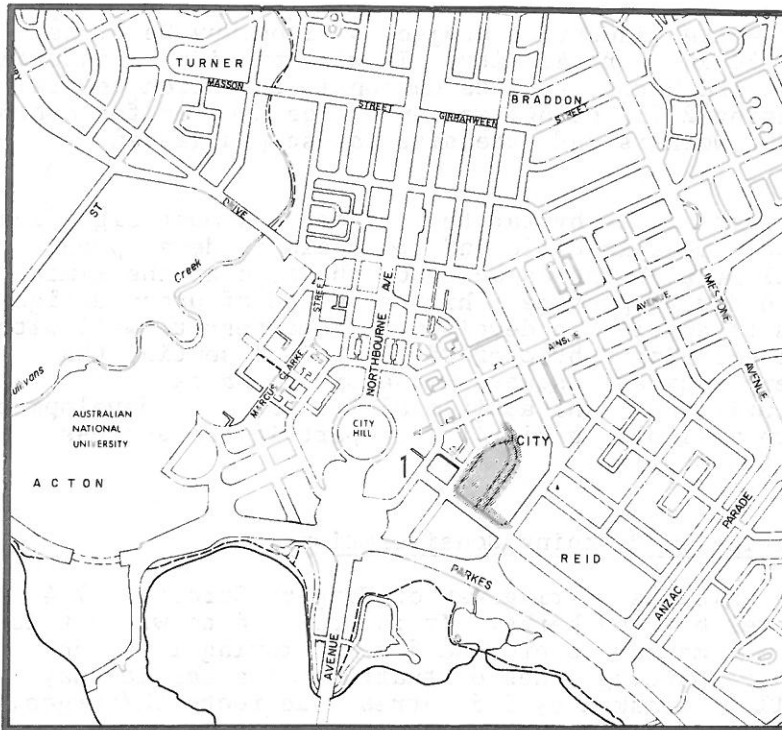 TURNER
MASSON
STREET
GIRRAHWEEN
BRADDON
STREET
ST
DRIVE
Creek
STREET
MARCUS CLARKE
NORTHBOURNE AVE
LIMESTONE
AVENUE
AINSLIE AVENUE
AUSTRALIAN
NATIONAL
UNIVERSITY
CITY
HILL
1
CITY
ACTON
REID
PARKES
ANZAC PARADE
AVENUE